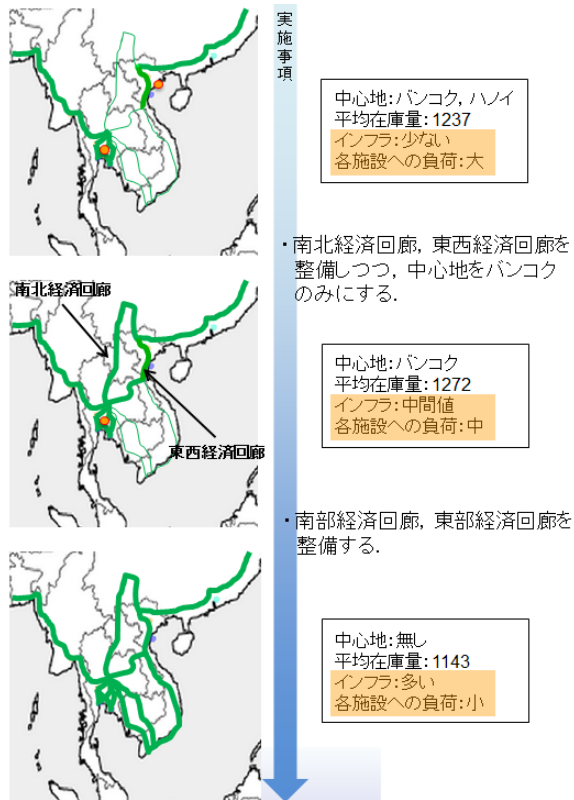 実施事項
中心地:バンコク, ハノイ
平均在庫量:1237
インフラ:少ない
各施設への負荷:大
・南北経済回廊, 東西経済回廊を
整備しつつ, 中心地をバンコク
のみにする.
南北経済回廊
東西経済回廊
中心地:バンコク
平均在庫量:1272
インフラ:中間値
各施設への負荷:中
・南部経済回廊, 東部経済回廊を
整備する.
中心地:無し
平均在庫量:1143
インフラ:多い
各施設への負荷:小